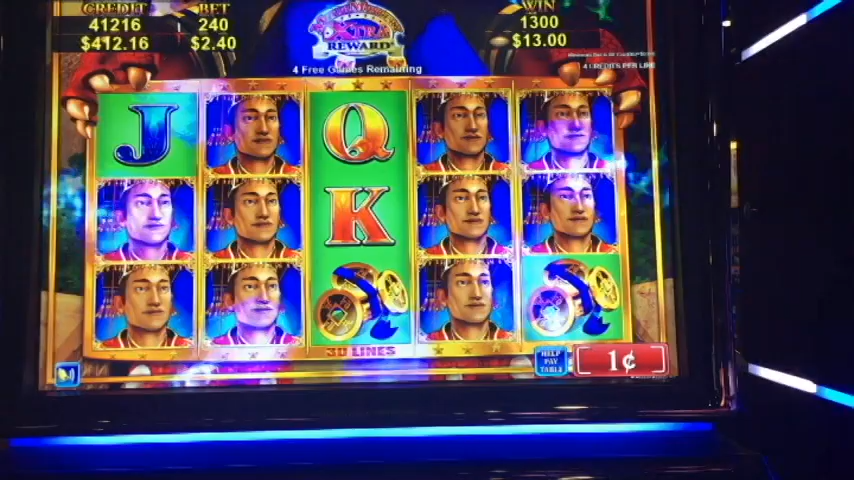 CREDIT
41216
$412.16
BET
240
$2.40
XTRA
REWARD
4 Free Games Remaining
WIN
1300
$13.00
4 CREDITS PER LINE
J
Q
K
30 LINES
HELP
PAY
TABLE
1¢